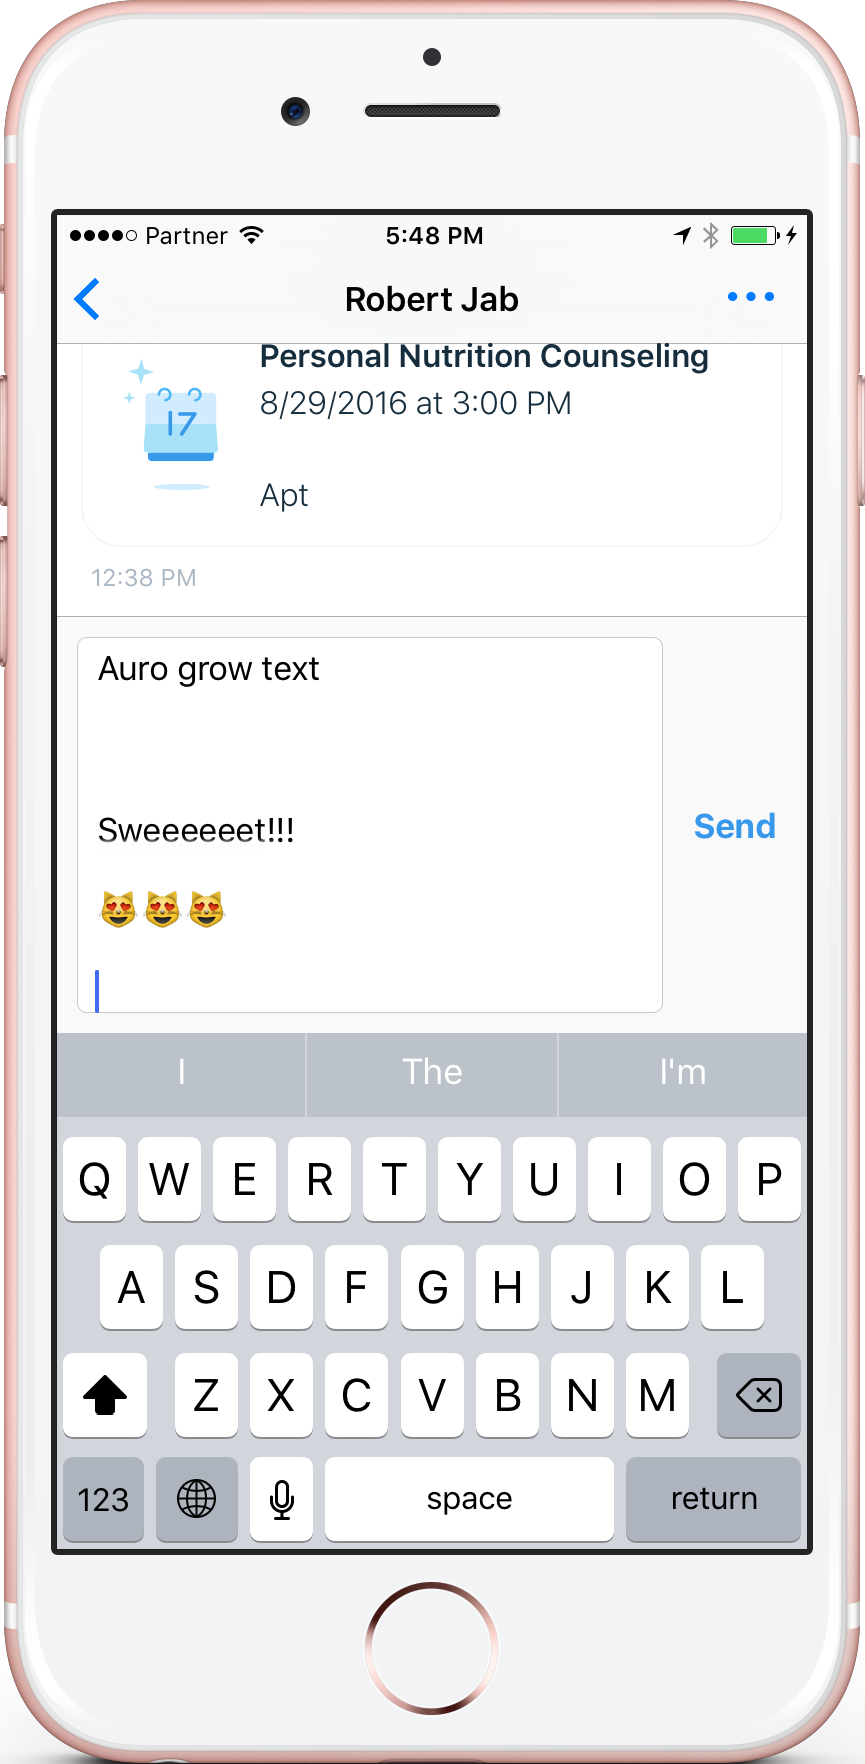 Partner 5:48 PM
Robert Jab
Personal Nutrition Counseling
17
8/29/2016 at 3:00 PM
Apt
12:38 PM
Auro grow text
Sweeeeeet!!!
😻😻😻
Send
I The I'm
Q W E R T Y U I O P
A S D F G H J K L
Z X C V B N M
123 space return